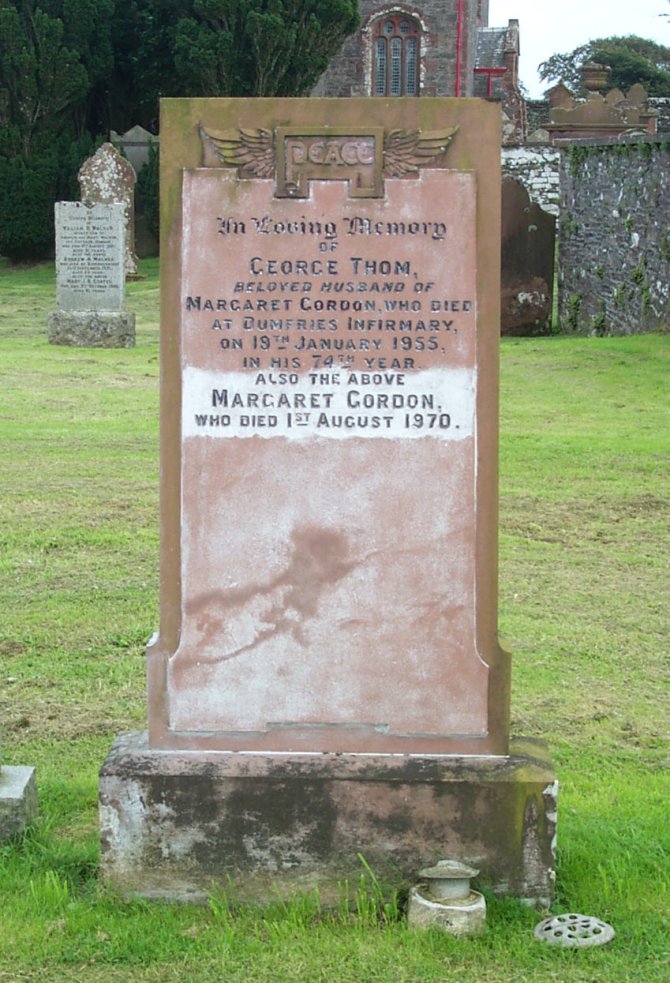 PEACE
In Loving Memory
OF
GEORGE THOM,
BELOVED HUSBAND OF
MARGARET GORDON, WHO DIED
AT DUMFRIES INFIRMARY,
ON 19TH JANUARY 1955,
IN HIS 74TH YEAR.
ALSO THE ABOVE
MARGARET GORDON,
WHO DIED 1ST AUGUST 1970.